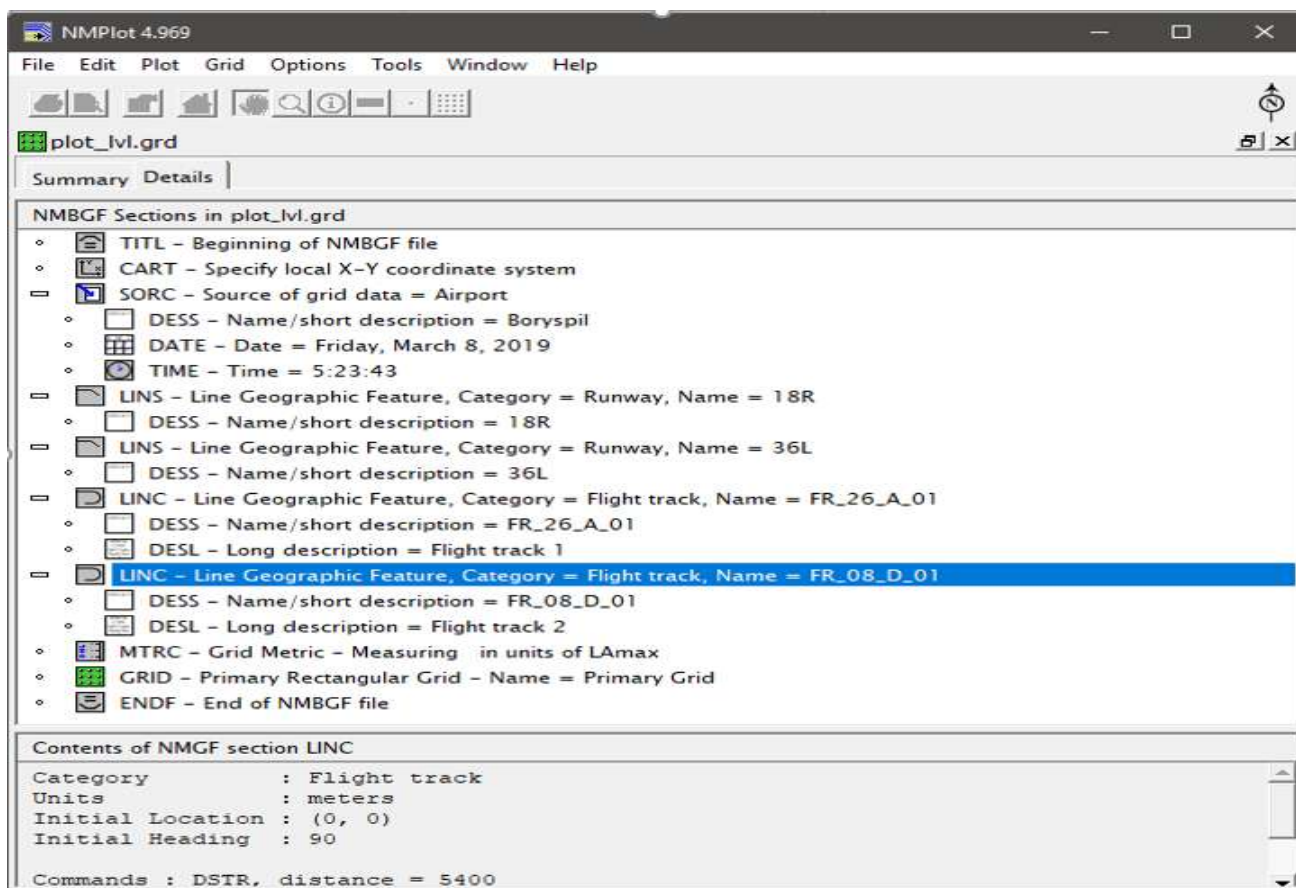 NMPlot 4.969
File Edit Plot Grid Options Tools Window Help
N
plot_lvl.grd
Summary Details
NMBGF Sections in plot_lvl.grd
TITL - Beginning of NMBGF file
CART - Specify local X-Y coordinate system
SORC - Source of grid data = Airport
DESS - Name/short description = Boryspil
DATE - Date = Friday, March 8, 2019
TIME - Time = 5:23:43
LINS - Line Geographic Feature, Category = Runway, Name = 18R
DESS - Name/short description = 18R
LINS - Line Geographic Feature, Category = Runway, Name = 36L
DESS - Name/short description = 36L
LINC - Line Geographic Feature, Category = Flight track, Name = FR_26_A_01
DESS - Name/short description = FR_26_A_01
DESL - Long description = Flight track 1
LINC - Line Geographic Feature, Category = Flight track, Name = FR_08_D_01
DESS - Name/short description = FR_08_D_01
DESL - Long description = Flight track 2
MTRC - Grid Metric - Measuring in units of LAmax
GRID - Primary Rectangular Grid - Name = Primary Grid
ENDF - End of NMBGF file
Contents of NMGF section LINC
Category : Flight track
Units : meters
Initial Location : (0, 0)
Initial Heading : 90
Commands : DSTR, distance = 5400